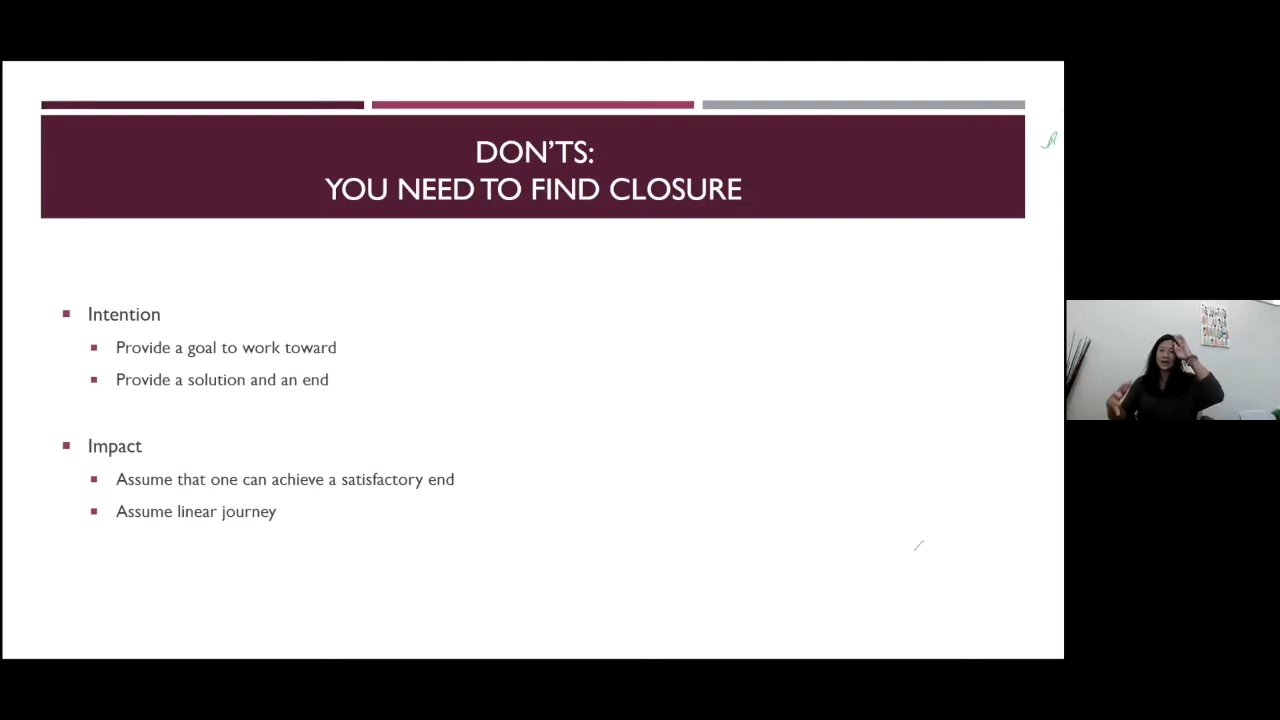 DON'TS:
YOU NEED TO FIND CLOSURE
Intention
Provide a goal to work toward
Provide a solution and an end
Impact
Assume that one can achieve a satisfactory end
Assume linear journey